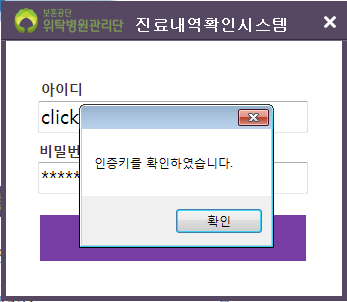 보훈공단
위탁병원관리단 진료내역확인시스템
아이디
click
비밀번
*****
인증키를 확인하였습니다.
확인